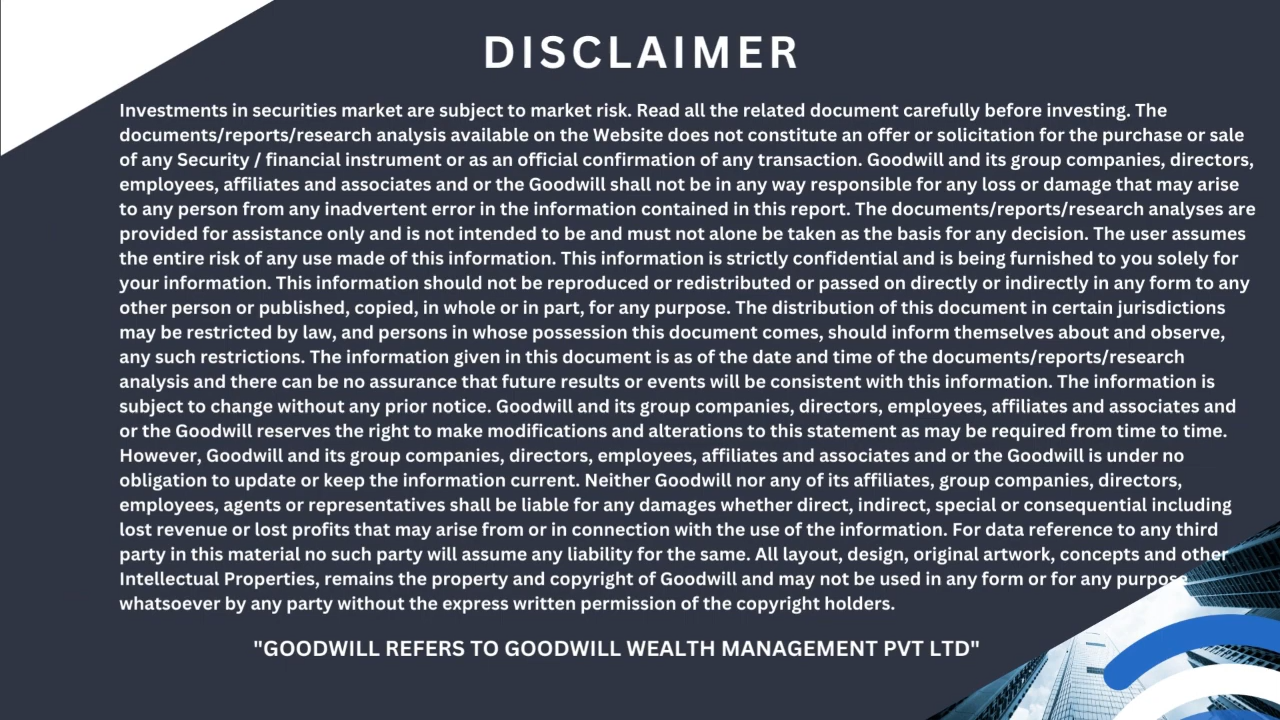 DISCLAIMER
Investments in securities market are subject to market risk. Read all the related document carefully before investing. The
documents/reports/research analysis available on the Website does not constitute an offer or solicitation for the purchase or sale
of any Security / financial instrument or as an official confirmation of any transaction. Goodwill and its group companies, directors,
employees, affiliates and associates and or the Goodwill shall not be in any way responsible for any loss or damage that may arise
to any person from any inadvertent error in the information contained in this report. The documents/reports/research analyses are
provided for assistance only and is not intended to be and must not alone be taken as the basis for any decision. The user assumes
the entire risk of any use made of this information. This information is strictly confidential and is being furnished to you solely for
your information. This information should not be reproduced or redistributed or passed on directly or indirectly in any form to any
other person or published, copied, in whole or in part, for any purpose. The distribution of this document in certain jurisdictions
may be restricted by law, and persons in whose possession this document comes, should inform themselves about and observe,
any such restrictions. The information given in this document is as of the date and time of the documents/reports/research
analysis and there can be no assurance that future results or events will be consistent with this information. The information is
subject to change without any prior notice. Goodwill and its group companies, directors, employees, affiliates and associates and
or the Goodwill reserves the right to make modifications and alterations to this statement as may be required from time to time.
However, Goodwill and its group companies, directors, employees, affiliates and associates and or the Goodwill is under no
obligation to update or keep the information current. Neither Goodwill nor any of its affiliates, group companies, directors,
employees, agents or representatives shall be liable for any damages whether direct, indirect, special or consequential including
lost revenue or lost profits that may arise from or in connection with the use of the information. For data reference to any third
party in this material no such party will assume any liability for the same. All layout, design, original artwork, concepts and other
Intellectual Properties, remains the property and copyright of Goodwill and may not be used in any form or for any purpose
whatsoever by any party without the express written permission of the copyright holders.
"GOODWILL REFERS TO GOODWILL WEALTH MANAGEMENT PVT LTD"